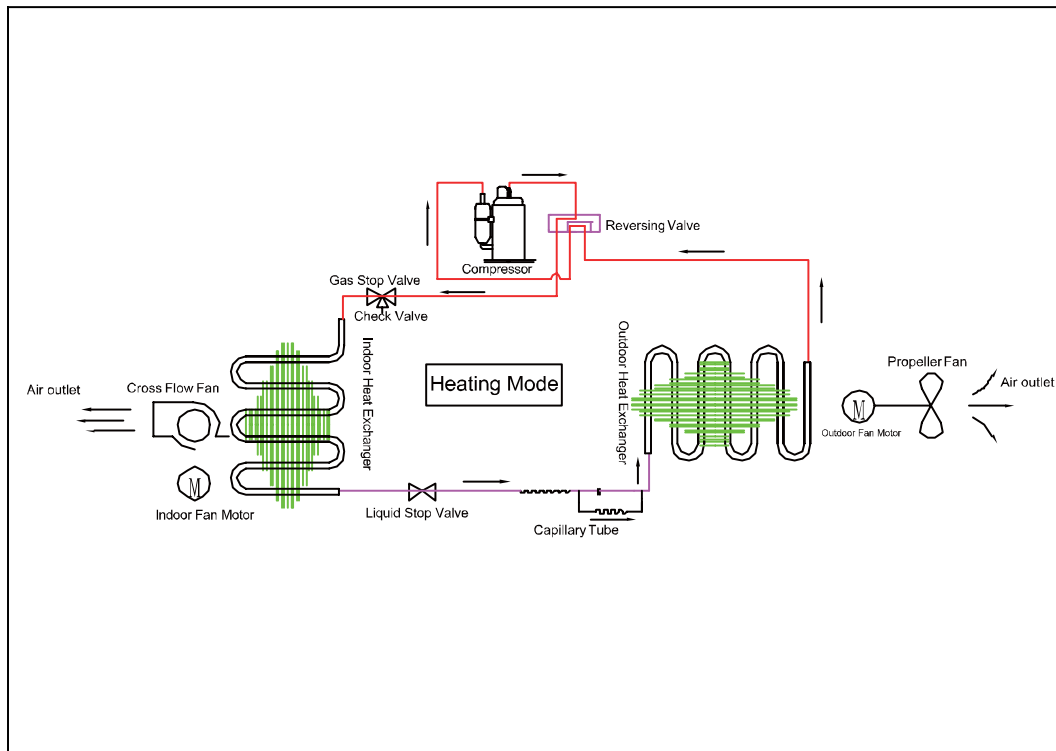 Reversing Valve
Compressor
Gas Stop Valve
Check Valve
Indoor Heat Exchanger
Outdoor Heat Exchanger
Heating Mode
Air outlet
Cross Flow Fan
M
Indoor Fan Motor
Propeller Fan
Air outlet
M
Outdoor Fan Motor
Liquid Stop Valve
Capillary Tube